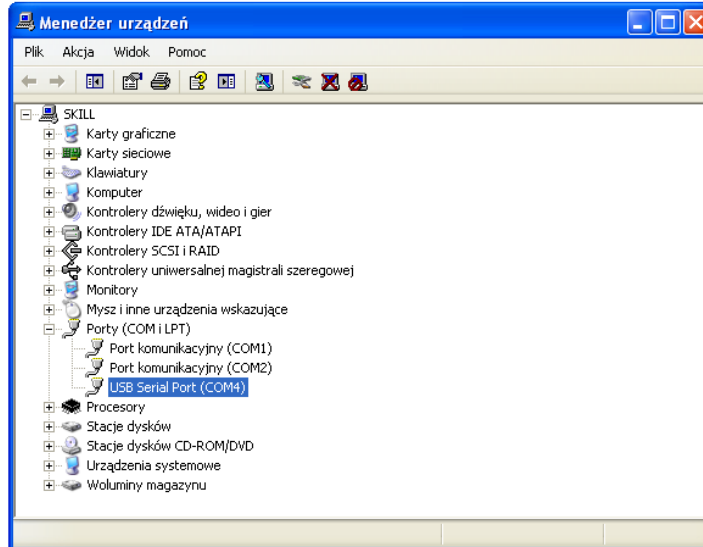 Menedżer urządzeń
Plik Akcja Widok Pomoc
SKILL
Karty graficzne
Karty sieciowe
Klawiatury
Komputer
Kontrolery dźwięku, wideo i gier
Kontrolery IDE ATA/ATAPI
Kontrolery SCSI i RAID
Kontrolery uniwersalnej magistrali szeregowej
Monitory
Mysz i inne urządzenia wskazujące
Porty (COM i LPT)
Port komunikacyjny (COM1)
Port komunikacyjny (COM2)
USB Serial Port (COM4)
Procesory
Stacje dysków
Stacje dysków CD-ROM/DVD
Urządzenia systemowe
Woluminy magazynu